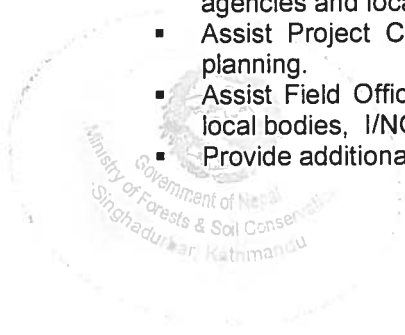 agencies and loca
▪ Assist Project C
planning.
▪ Assist Field Offic
local bodies, I/NG
▪ Provide additiona
Government of Nepal
Ministry of Forests & Soil Conservation
Singhadurbar, Kathmandu